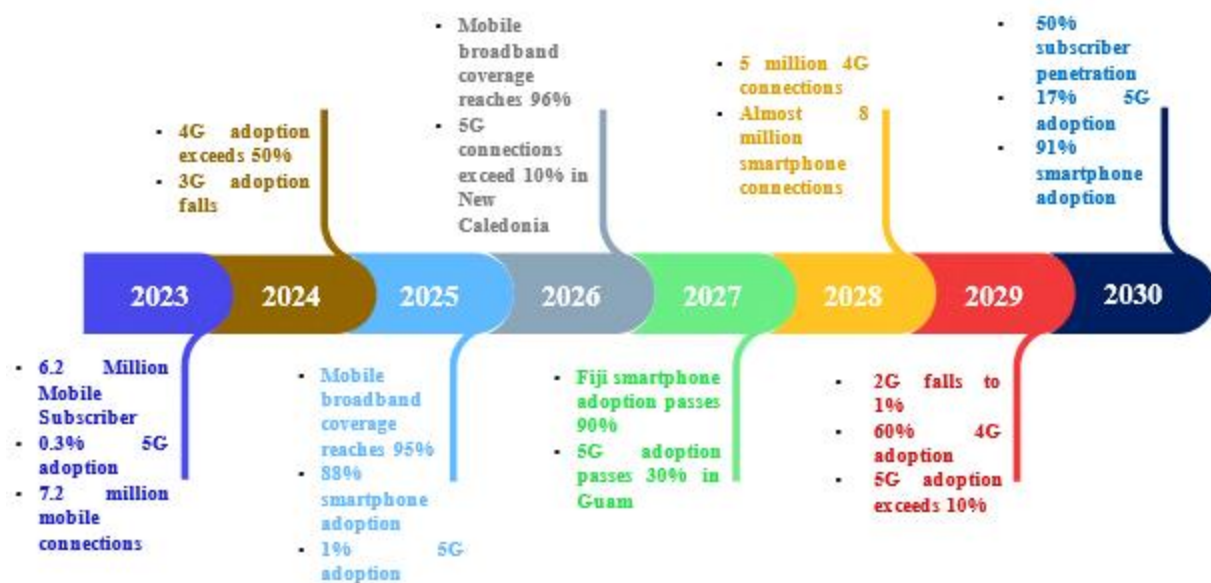 ▪ 4G adoption
exceeds 50%
▪ 3G adoption
falls
▪ Mobile
broadband
coverage
reaches 96%
▪ 5G
connections
exceed 10% in
New
Caledonia
▪ 5 million 4G
connections
▪ Almost 8
million
smartphone
connections
▪ 50%
subscriber
penetration
▪ 17% 5G
adoption
▪ 91%
smartphone
adoption
2023 2024 2025 2026 2027 2028 2029 2030
▪ 6.2 Million
Mobile
Subscriber
▪ 0.3% 5G
adoption
▪ 7.2 million
mobile
connections
▪ Mobile
broadband
coverage
reaches 95%
▪ 88%
smartphone
adoption
▪ 1% 5G
adoption
▪ Fiji smartphone
adoption passes
90%
▪ 5G adoption
passes 30% in
Guam
▪ 2G falls to
1%
▪ 60% 4G
adoption
▪ 5G adoption
exceeds 10%